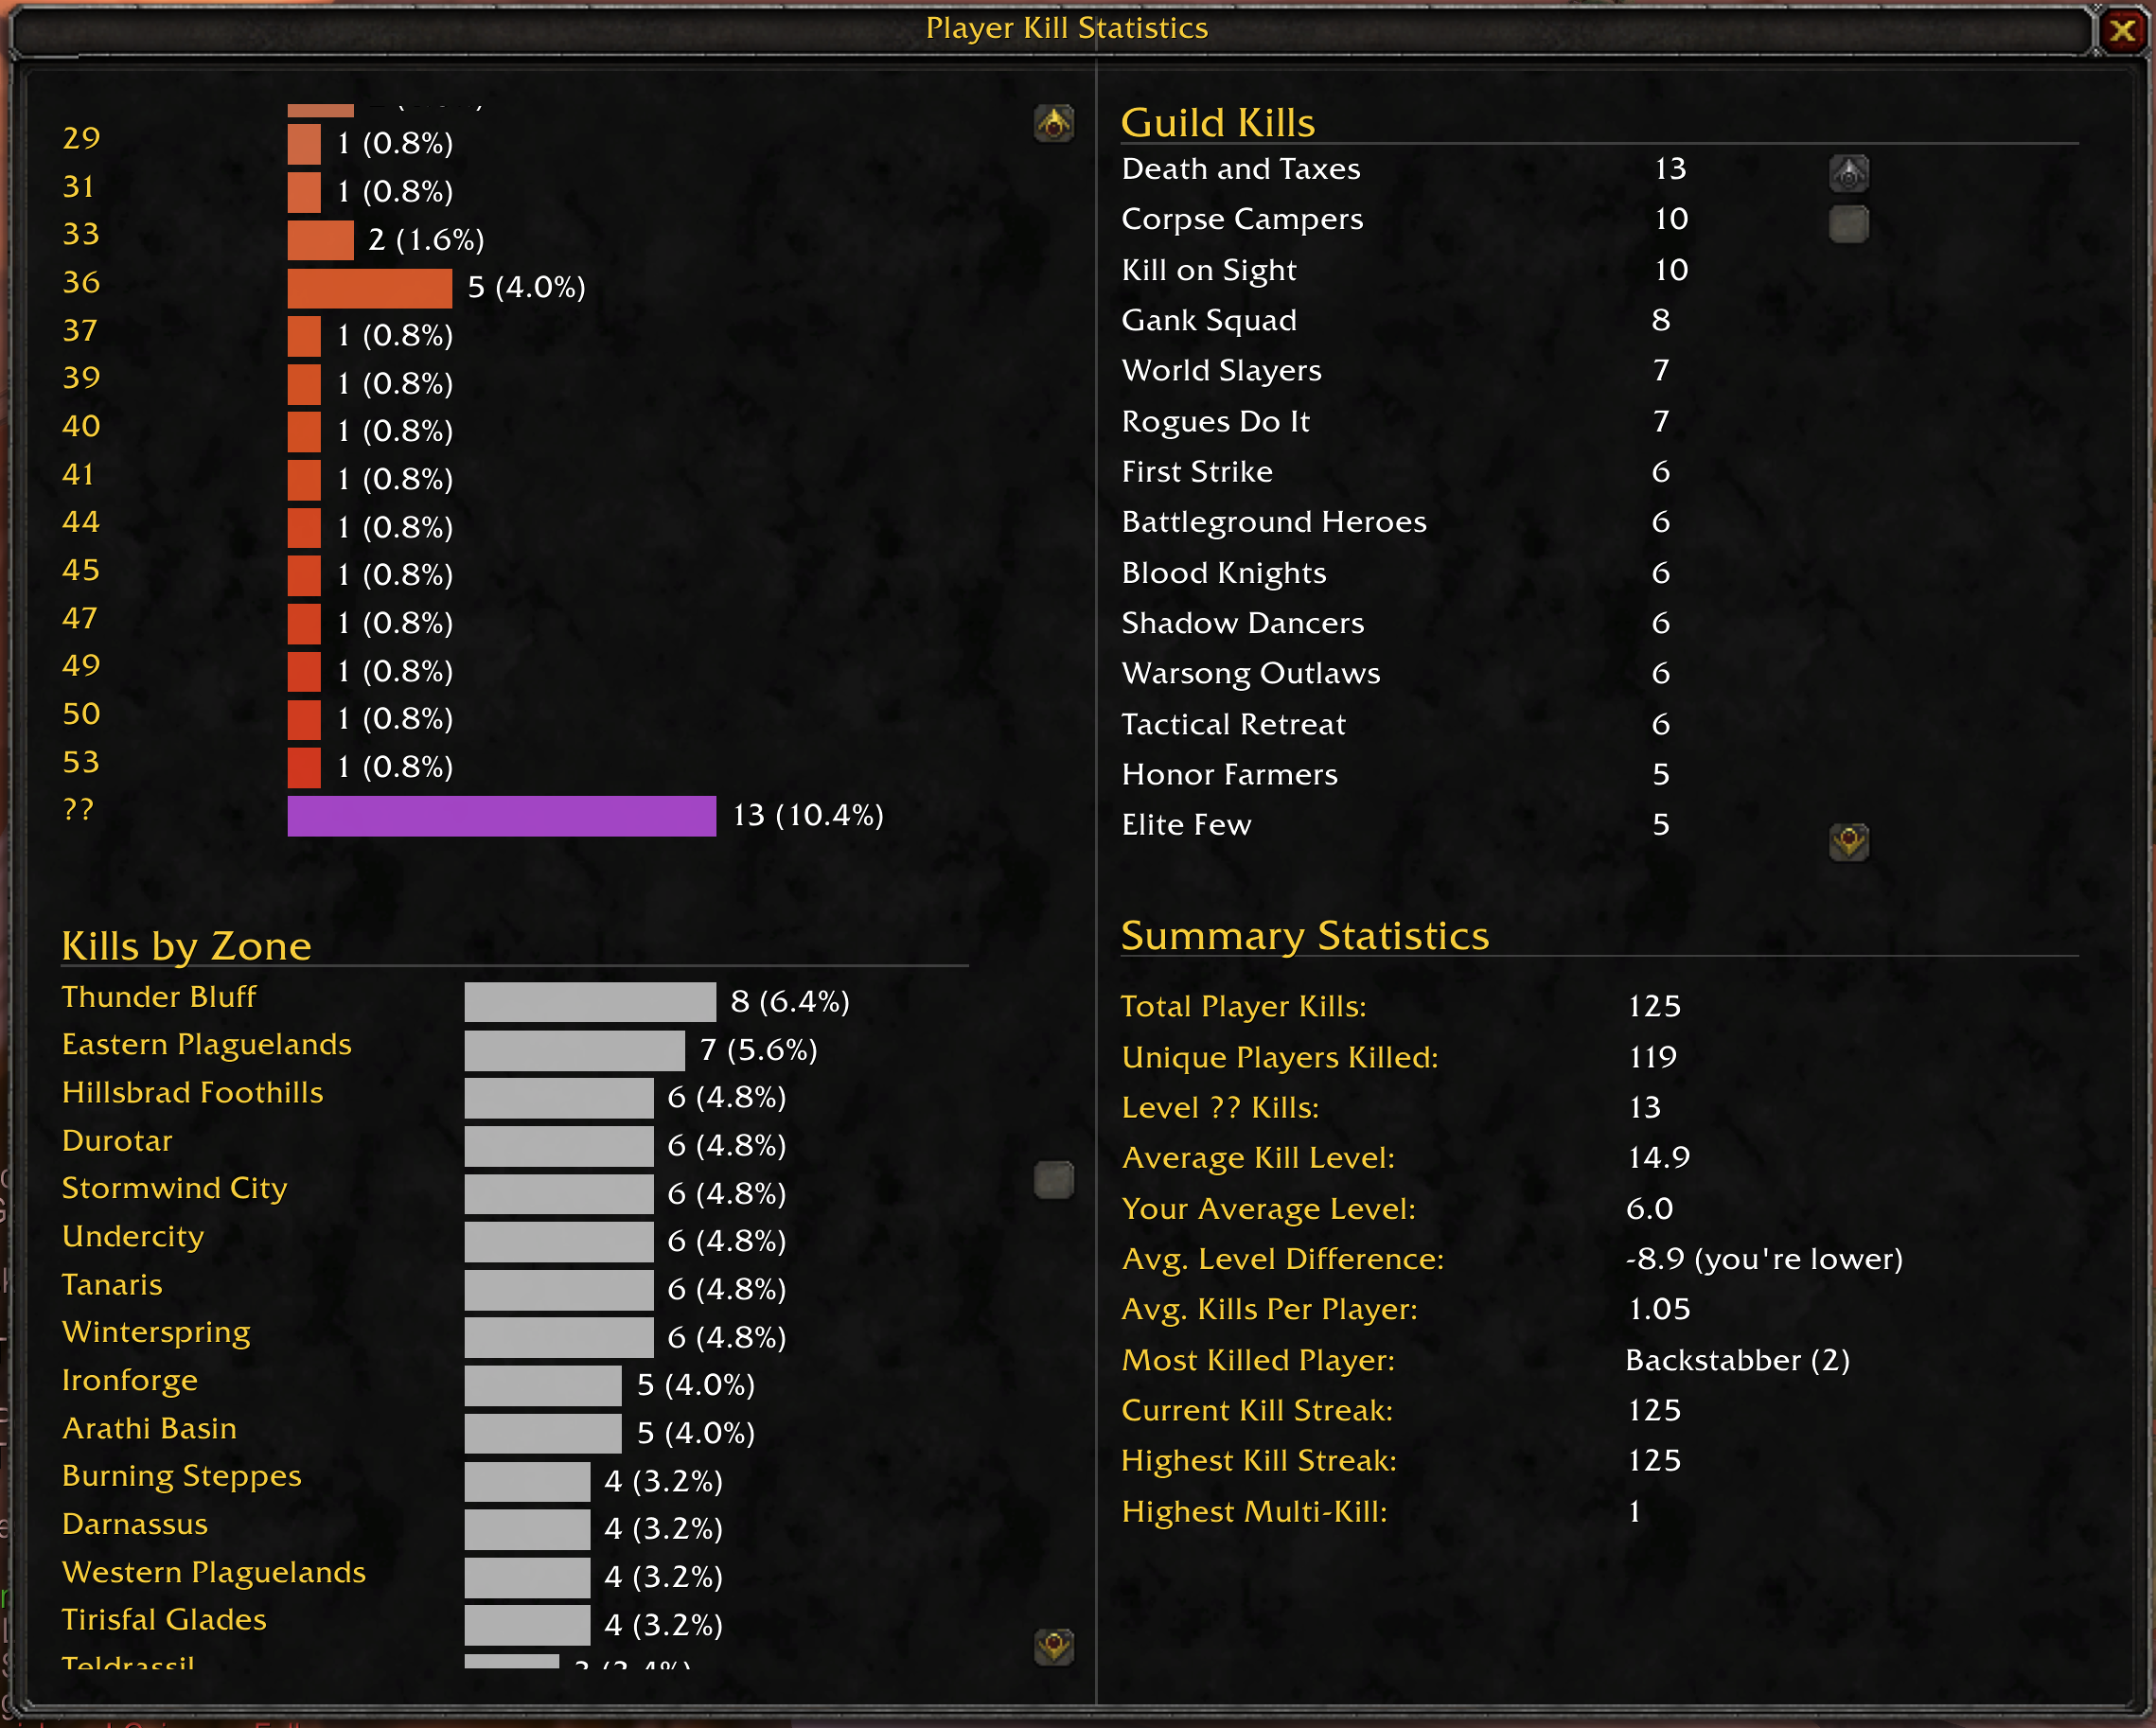 Player Kill Statistics
29 1 (0.8%)
31 1 (0.8%)
33 2 (1.6%)
36 5 (4.0%)
37 1 (0.8%)
39 1 (0.8%)
40 1 (0.8%)
41 1 (0.8%)
44 1 (0.8%)
45 1 (0.8%)
47 1 (0.8%)
49 1 (0.8%)
50 1 (0.8%)
53 1 (0.8%)
?? 13 (10.4%)
Kills by Zone
Thunder Bluff 8 (6.4%)
Eastern Plaguelands 7 (5.6%)
Hillsbrad Foothills 6 (4.8%)
Durotar 6 (4.8%)
Stormwind City 6 (4.8%)
Undercity 6 (4.8%)
Tanaris 6 (4.8%)
Winterspring 6 (4.8%)
Ironforge 5 (4.0%)
Arathi Basin 5 (4.0%)
Burning Steppes 4 (3.2%)
Darnassus 4 (3.2%)
Western Plaguelands 4 (3.2%)
Tirisfal Glades 4 (3.2%)
Teldrassil 3 (2.4%)
Guild Kills
Death and Taxes 13
Corpse Campers 10
Kill on Sight 10
Gank Squad 8
World Slayers 7
Rogues Do It 7
First Strike 6
Battleground Heroes 6
Blood Knights 6
Shadow Dancers 6
Warsong Outlaws 6
Tactical Retreat 6
Honor Farmers 5
Elite Few 5
Summary Statistics
Total Player Kills: 125
Unique Players Killed: 119
Level ?? Kills: 13
Average Kill Level: 14.9
Your Average Level: 6.0
Avg. Level Difference: -8.9 (you're lower)
Avg. Kills Per Player: 1.05
Most Killed Player: Backstabber (2)
Current Kill Streak: 125
Highest Kill Streak: 125
Highest Multi-Kill: 1